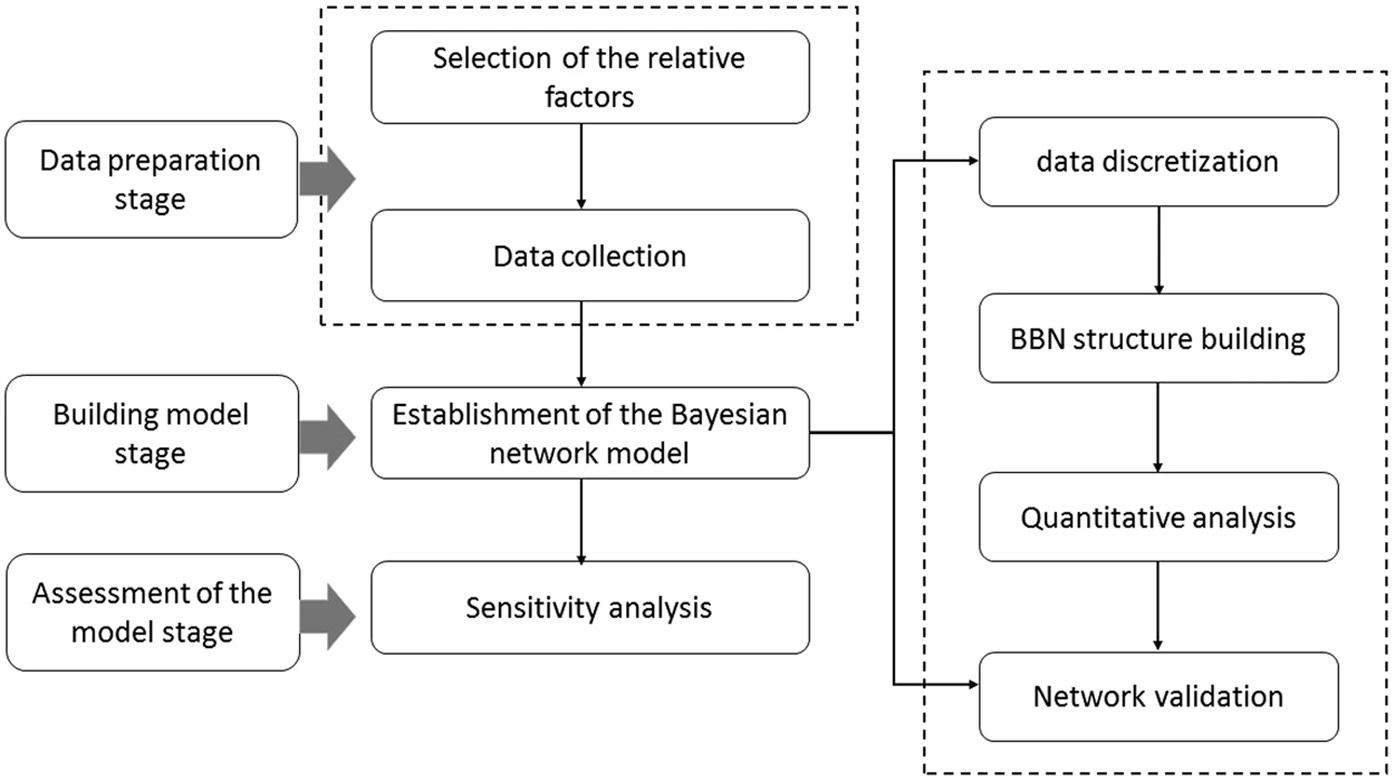 Data preparation
stage
Selection of the relative
factors
Data collection
Building model
stage
Establishment of the Bayesian
network model
Assessment of the
model stage
Sensitivity analysis
data discretization
BBN structure building
Quantitative analysis
Network validation